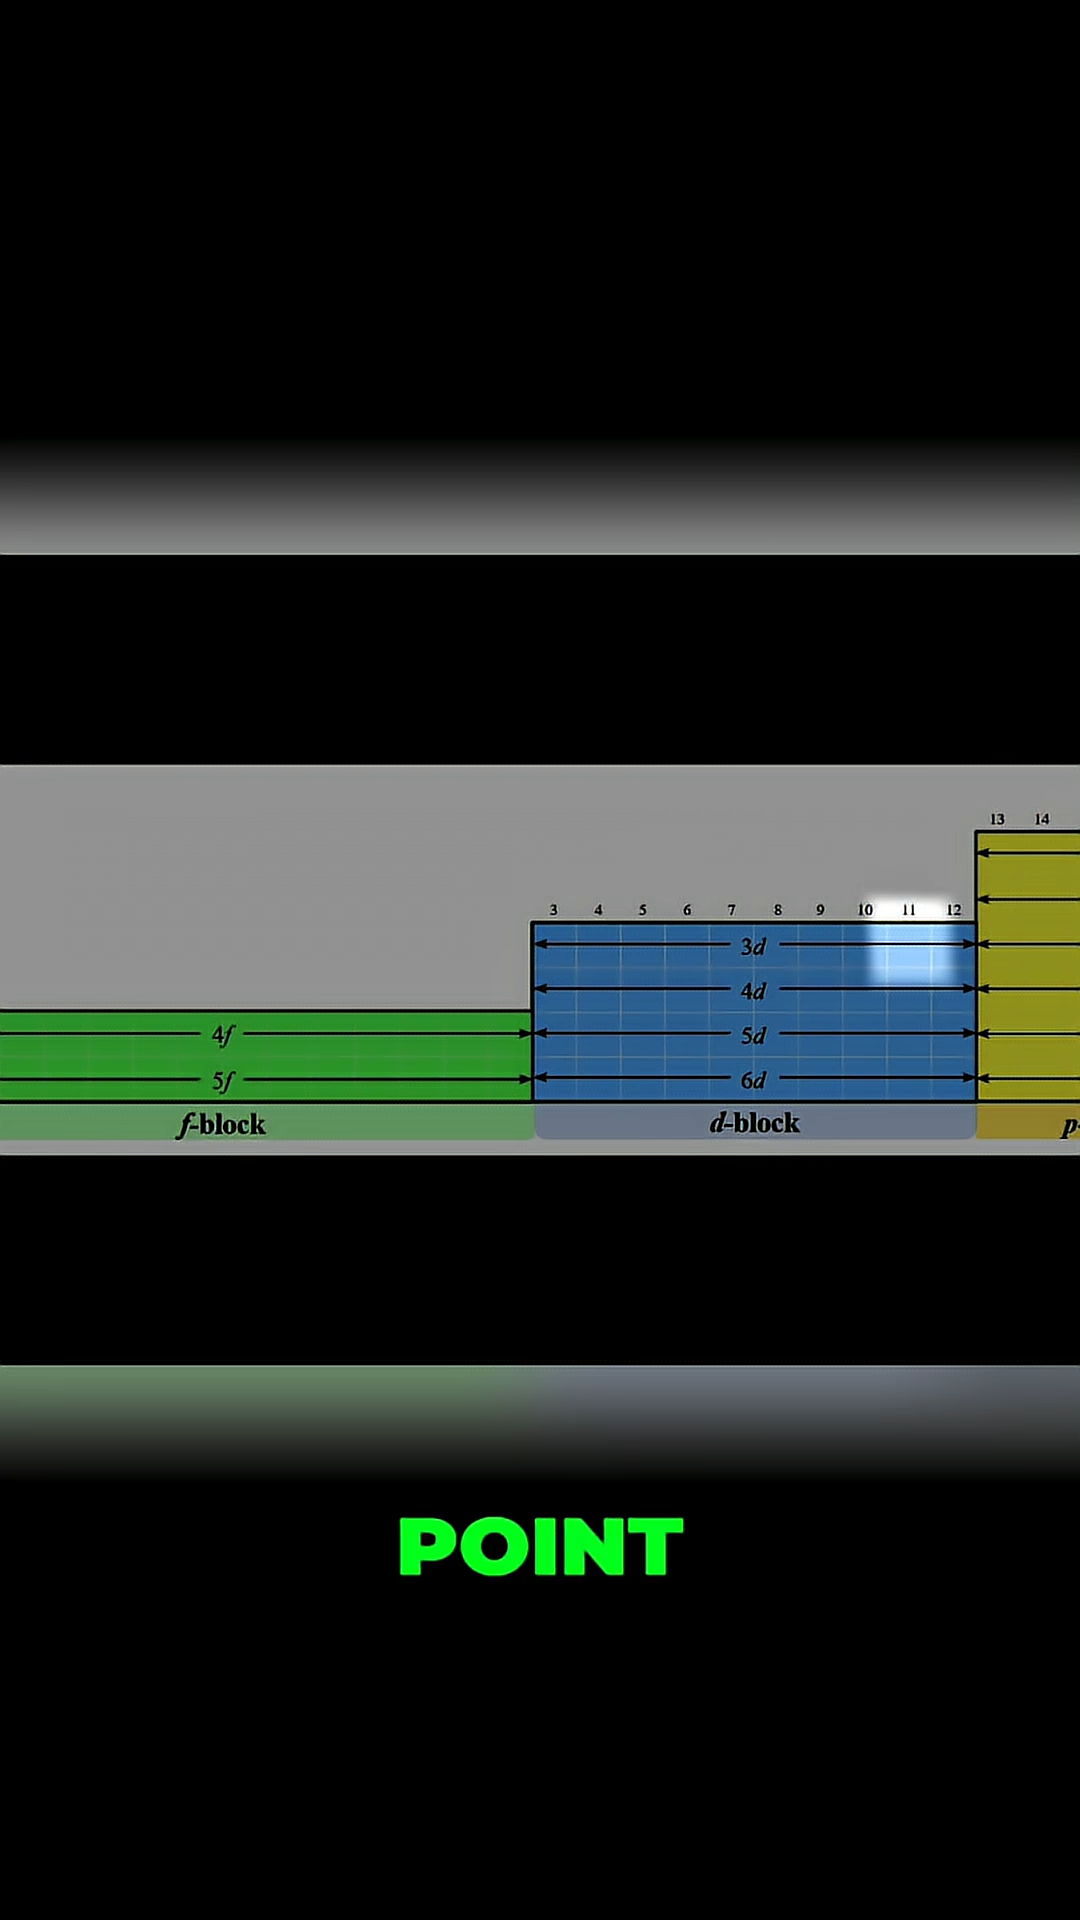 13 14
3 4 5 6 7 8 9 10 11 12
3d
4d
4f 5d
5f 6d
f-block d-block p-
POINT